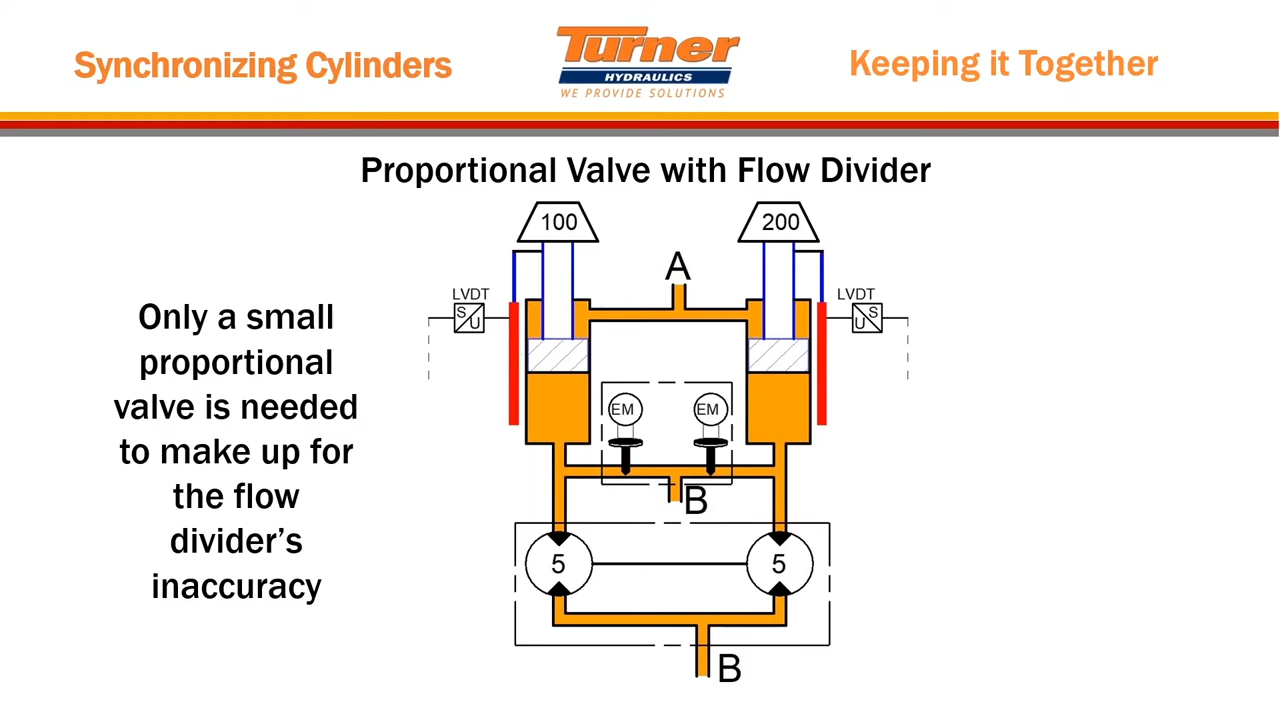 Synchronizing Cylinders
Turner
HYDRAULICS
WE PROVIDE SOLUTIONS
Keeping it Together
Proportional Valve with Flow Divider
100
200
A
LVDT
S
U
LVDT
S
U
Only a small
proportional
valve is needed
to make up for
the flow
divider’s
inaccuracy
EM
EM
B
5
5
B